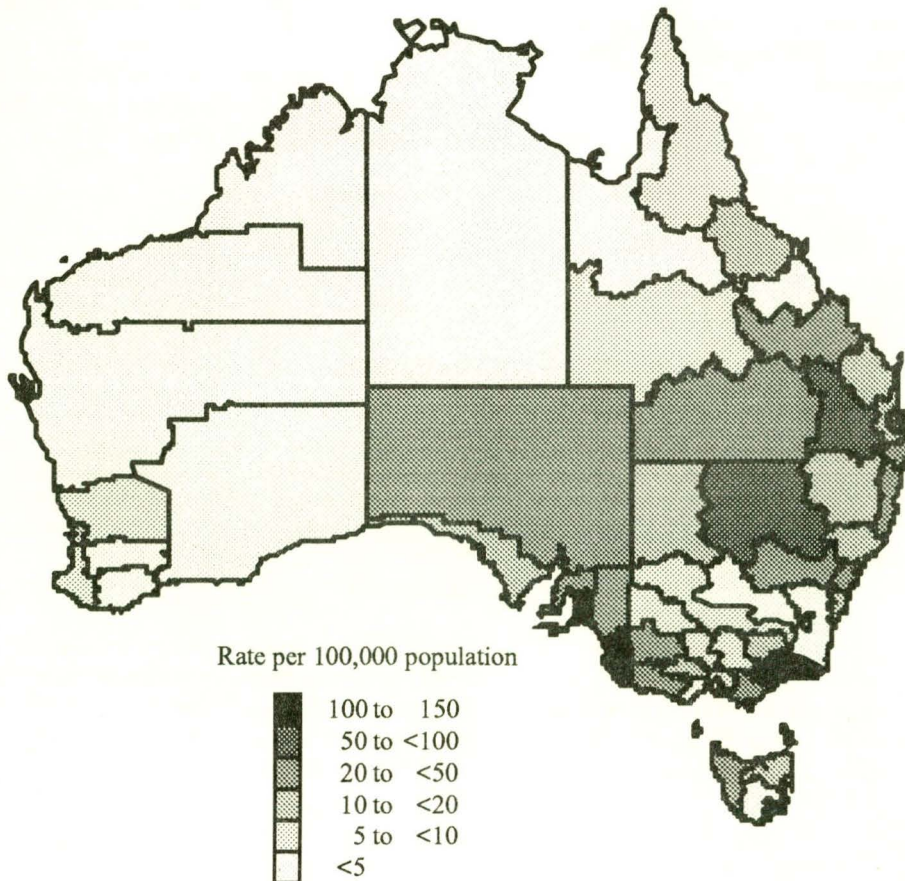 Rate per 100,000 population
100 to 150
50 to <100
20 to <50
10 to <20
5 to <10
<5